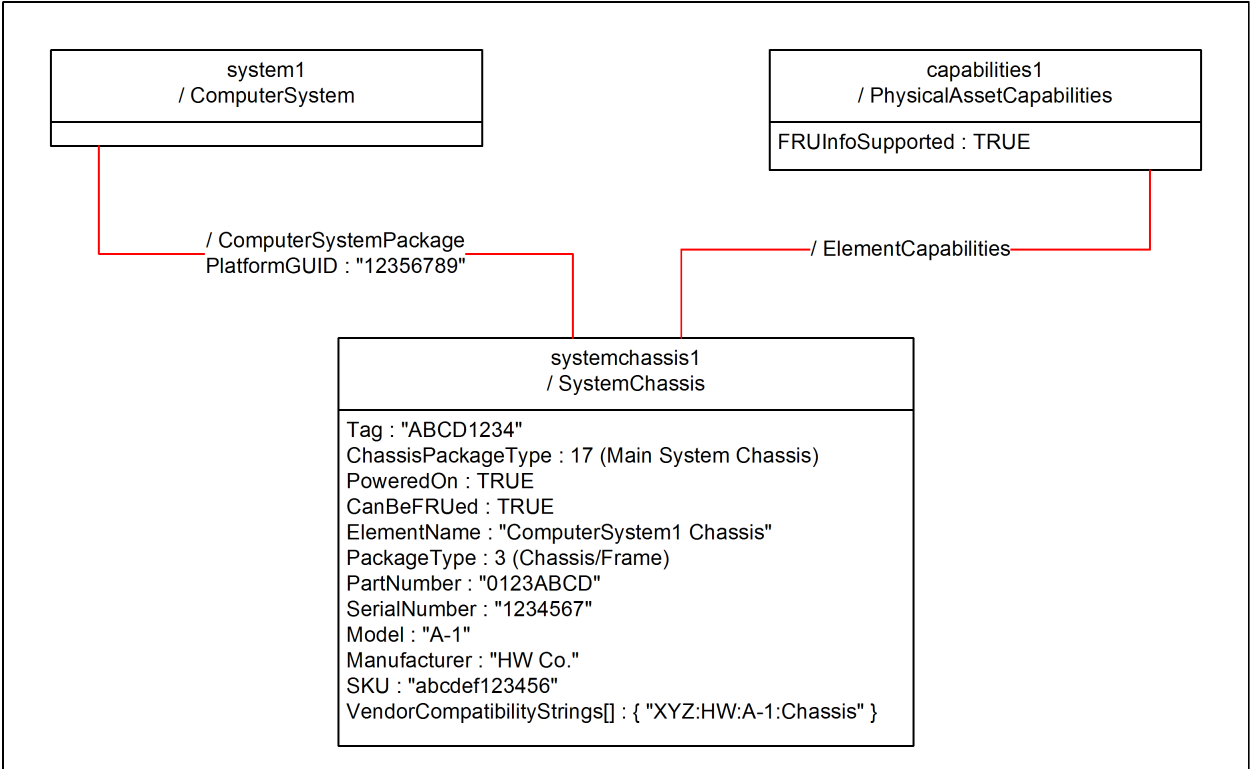 system1
/ ComputerSystem
capabilities1
/ PhysicalAssetCapabilities
FRUInfoSupported : TRUE
/ ComputerSystemPackage
PlatformGUID : "12356789"
/ ElementCapabilities
systemchassis1
/ SystemChassis
Tag : "ABCD1234"
ChassisPackageType : 17 (Main System Chassis)
PoweredOn : TRUE
CanBeFRUed : TRUE
ElementName : "ComputerSystem1 Chassis"
PackageType : 3 (Chassis/Frame)
PartNumber : "0123ABCD"
SerialNumber : "1234567"
Model : "A-1"
Manufacturer : "HW Co."
SKU : "abcdef123456"
VendorCompatibilityStrings[] : { "XYZ:HW:A-1:Chassis" }